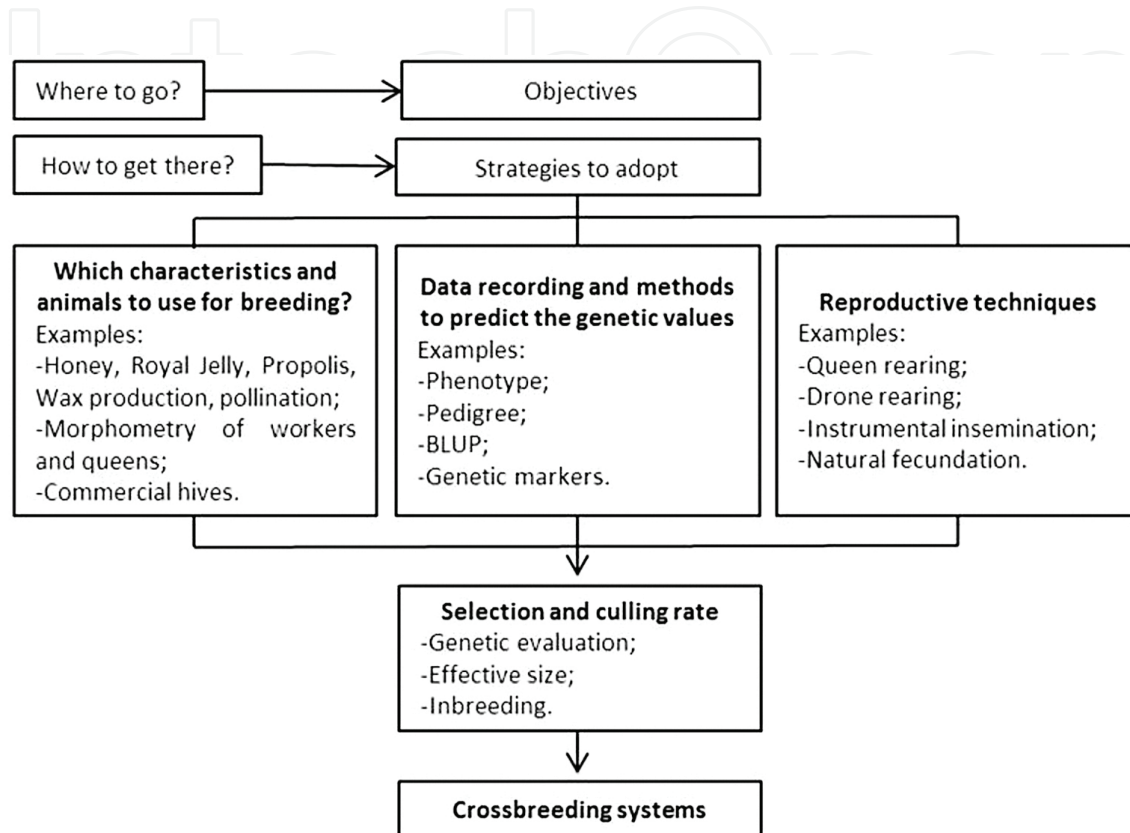 Where to go?
Objectives
How to get there?
Strategies to adopt
Which characteristics and
animals to use for breeding?
Examples:
-Honey, Royal Jelly, Propolis,
Wax production, pollination;
-Morphometry of workers
and queens;
-Commercial hives.
Data recording and methods
to predict the genetic values
Examples:
-Phenotype;
-Pedigree;
-BLUP;
-Genetic markers.
Reproductive techniques
Examples:
-Queen rearing;
-Drone rearing;
-Instrumental insemination;
-Natural fecundation.
Selection and culling rate
-Genetic evaluation;
-Effective size;
-Inbreeding.
Crossbreeding systems